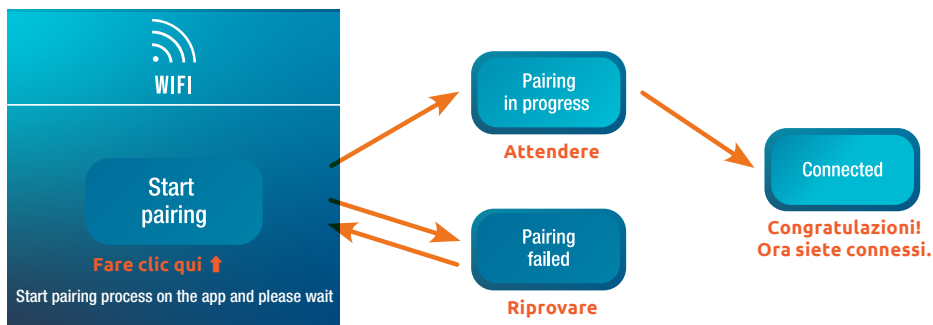 WIFI
Start
pairing
Fare clic qui
Start pairing process on the app and please wait
Pairing
in progress
Attendere
Pairing
failed
Riprovare
Connected
Congratulazioni!
Ora siete connessi.